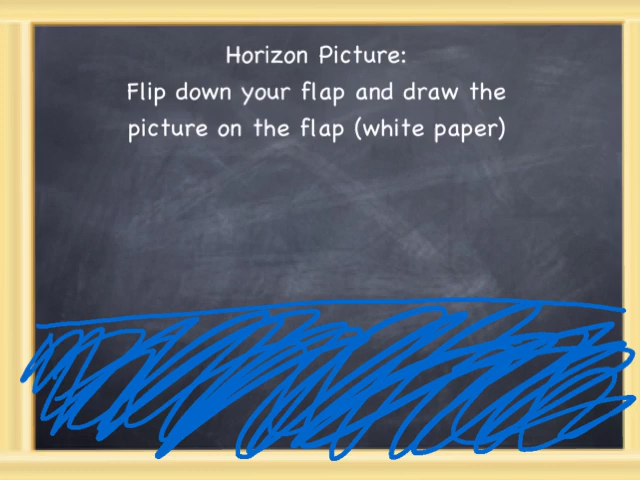 Horizon Picture:
Flip down your flap and draw the
picture on the flap (white paper)